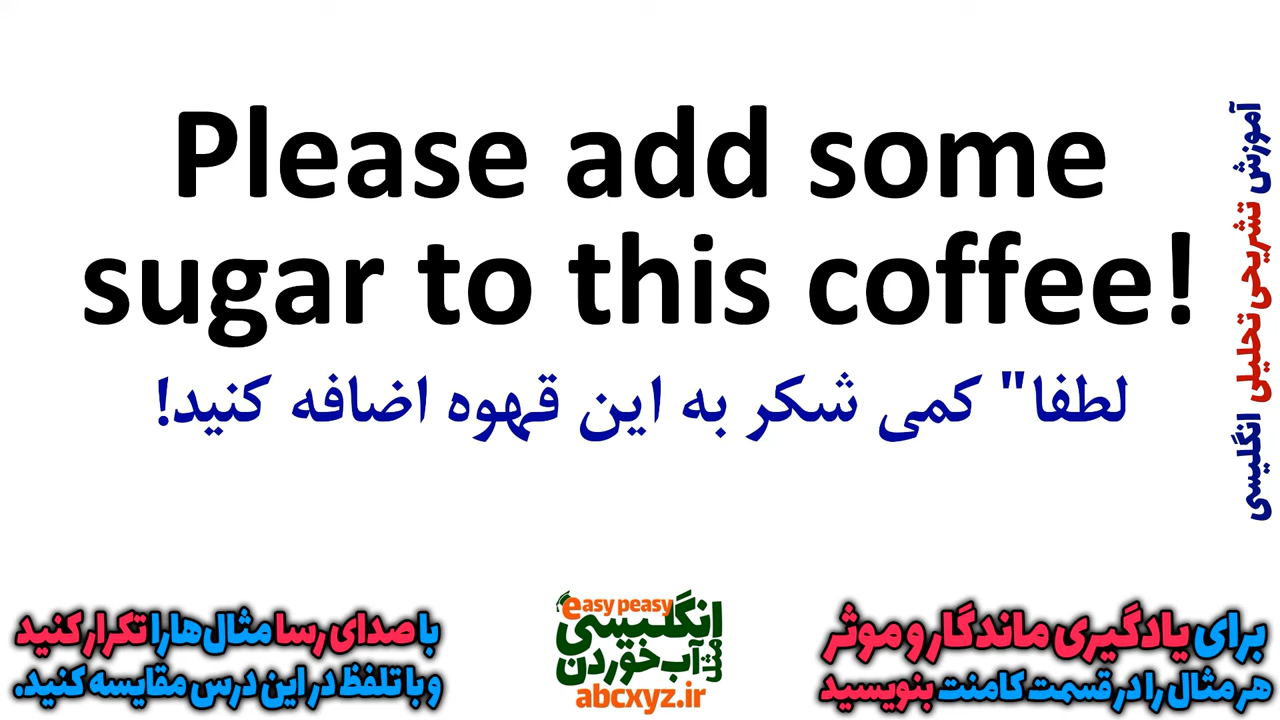 Please add some
sugar to this coffee!
لطفا" کمی شکر به این قهوه اضافه کنید!
آموزش تشریحی تحلیلی انگلیسی
برای یادگیری ماندگار و موثر
هر مثال را در قسمت کامنت بنویسید
easy peasy
انگلیسی
مثل آب خوردن
abcxyz.ir
با صدای رسا مثال‌ها را تکرار کنید
و با تلفظ در این درس مقایسه کنید.